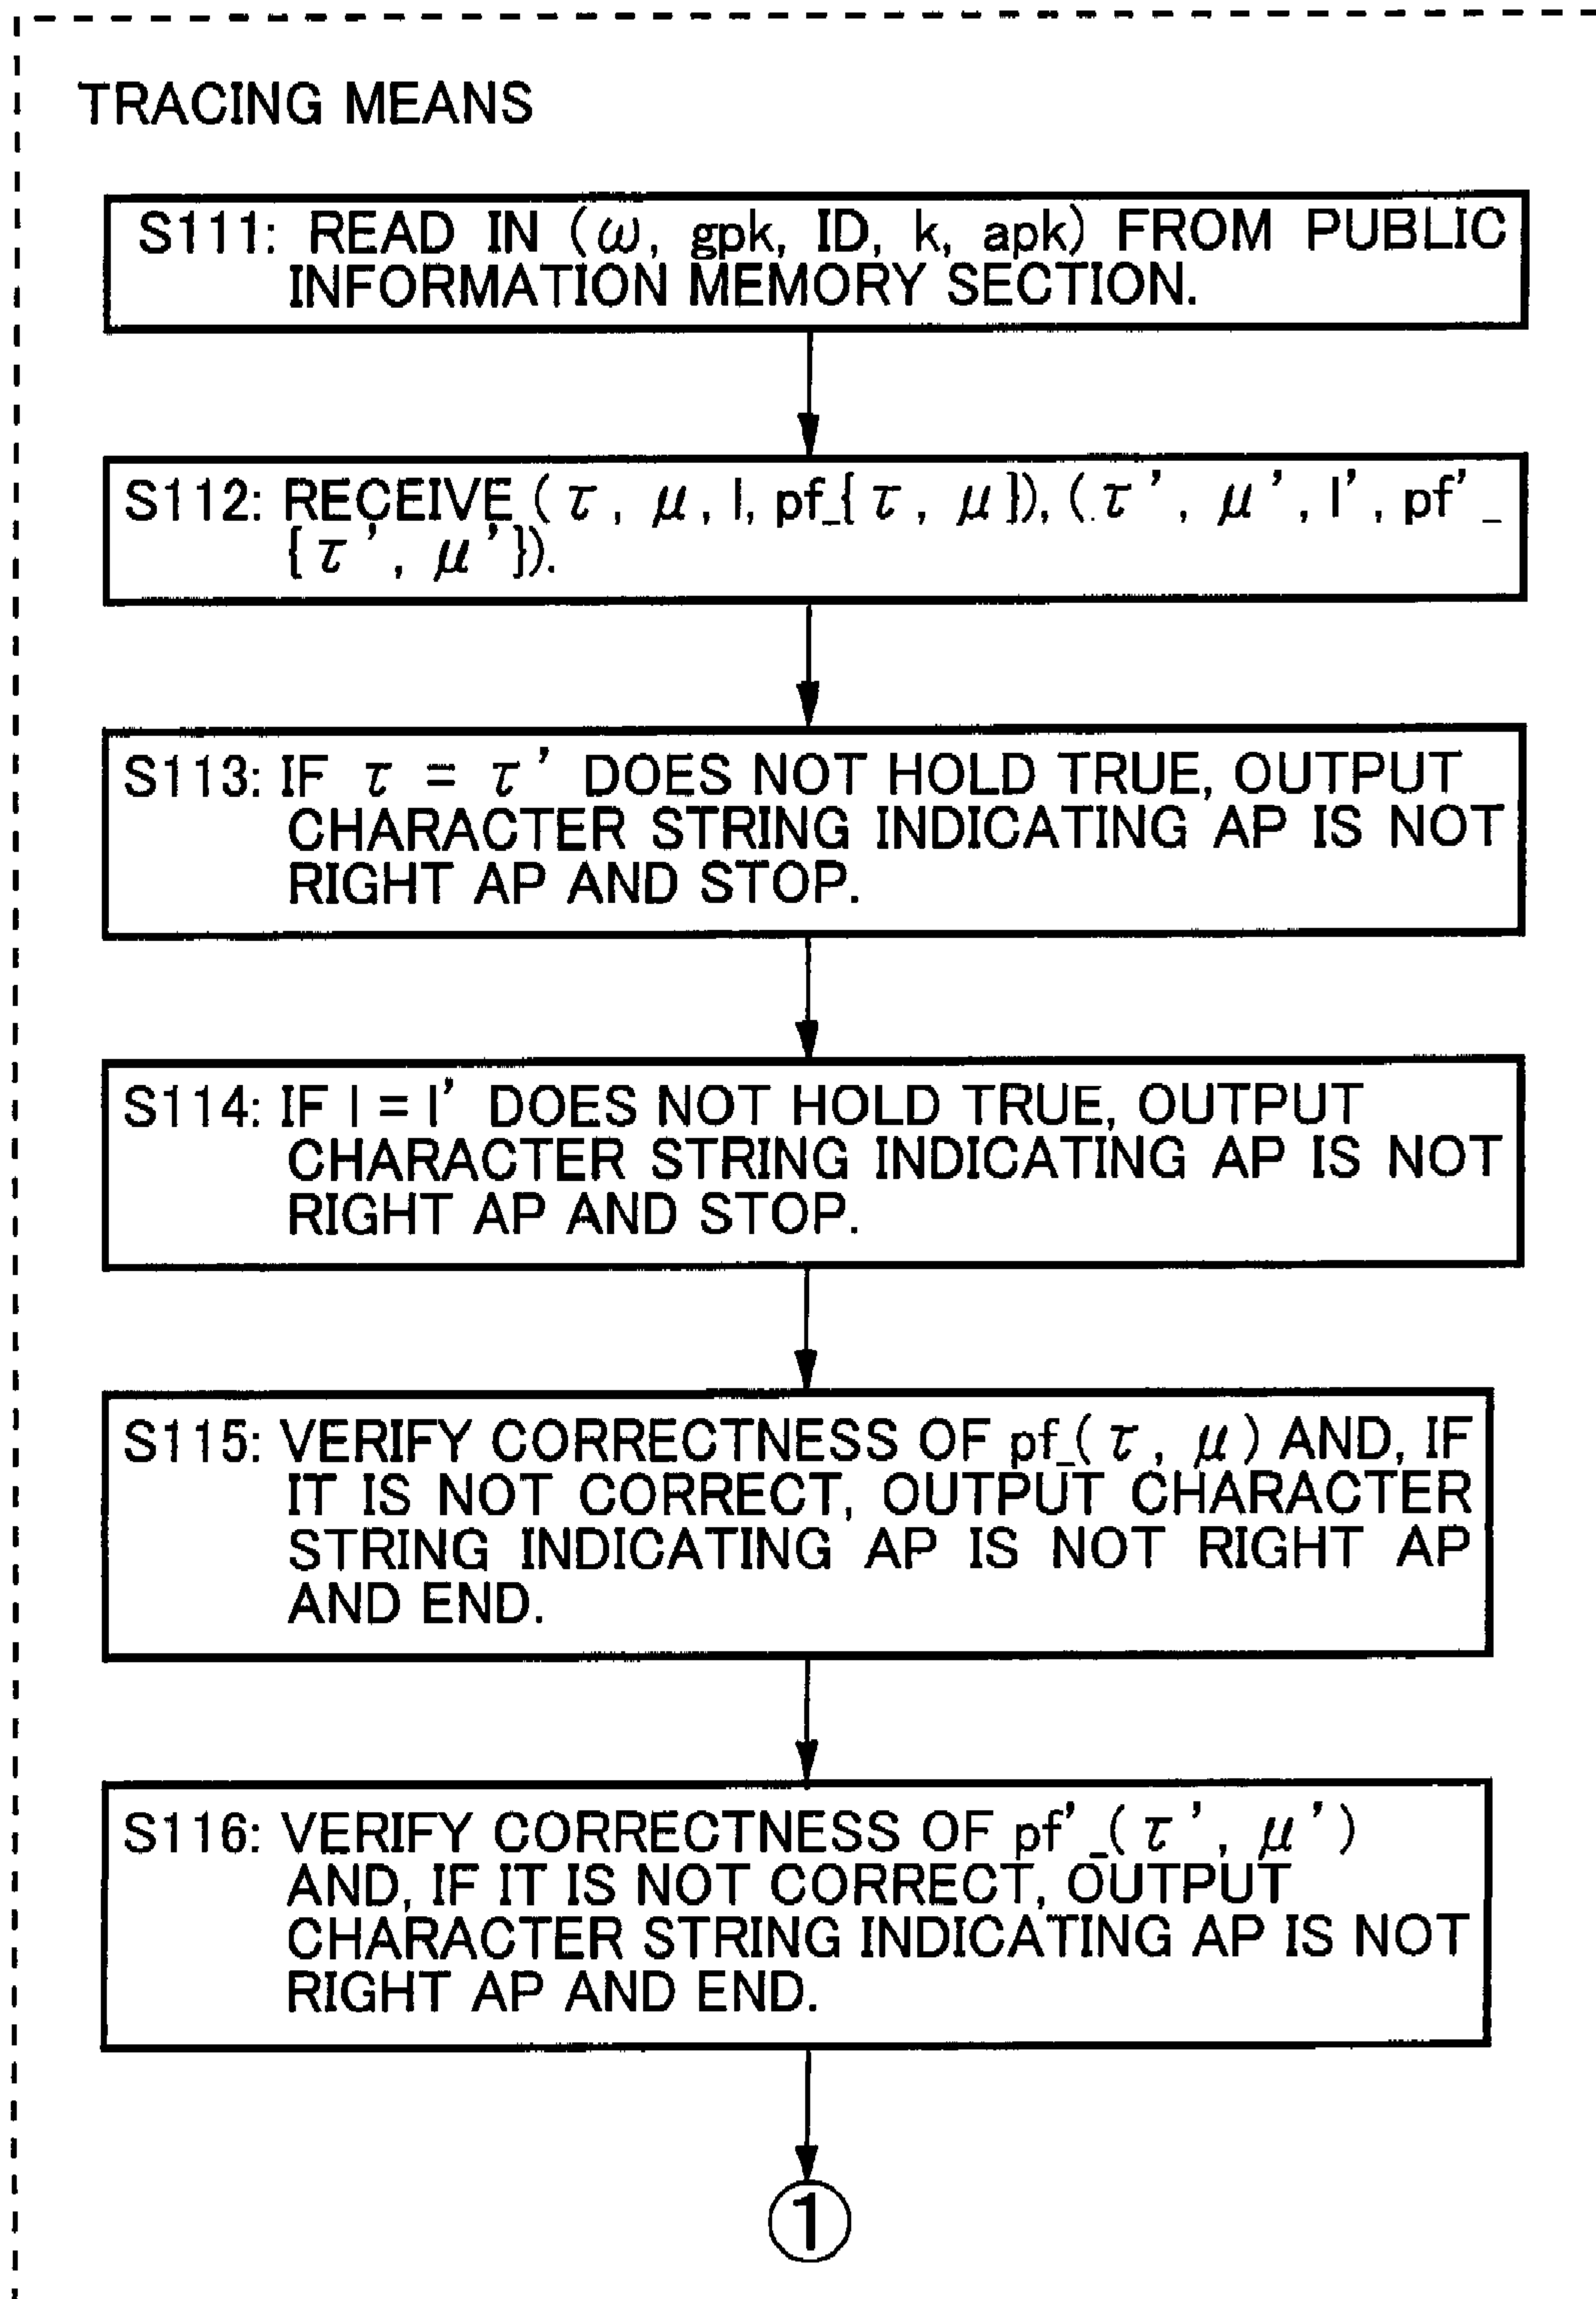 TRACING MEANS
S111: READ IN (ω, gpk, ID, k, apk) FROM PUBLIC
INFORMATION MEMORY SECTION.
S112: RECEIVE (τ, μ, l, pf_{τ, μ}), (τ', μ', l', pf'_
{τ', μ'}).
S113: IF τ = τ' DOES NOT HOLD TRUE, OUTPUT
CHARACTER STRING INDICATING AP IS NOT
RIGHT AP AND STOP.
S114: IF l = l' DOES NOT HOLD TRUE, OUTPUT
CHARACTER STRING INDICATING AP IS NOT
RIGHT AP AND STOP.
S115: VERIFY CORRECTNESS OF pf_(τ, μ) AND, IF
IT IS NOT CORRECT, OUTPUT CHARACTER
STRING INDICATING AP IS NOT RIGHT AP
AND END.
S116: VERIFY CORRECTNESS OF pf'_(τ', μ')
AND, IF IT IS NOT CORRECT, OUTPUT
CHARACTER STRING INDICATING AP IS NOT
RIGHT AP AND END.
①